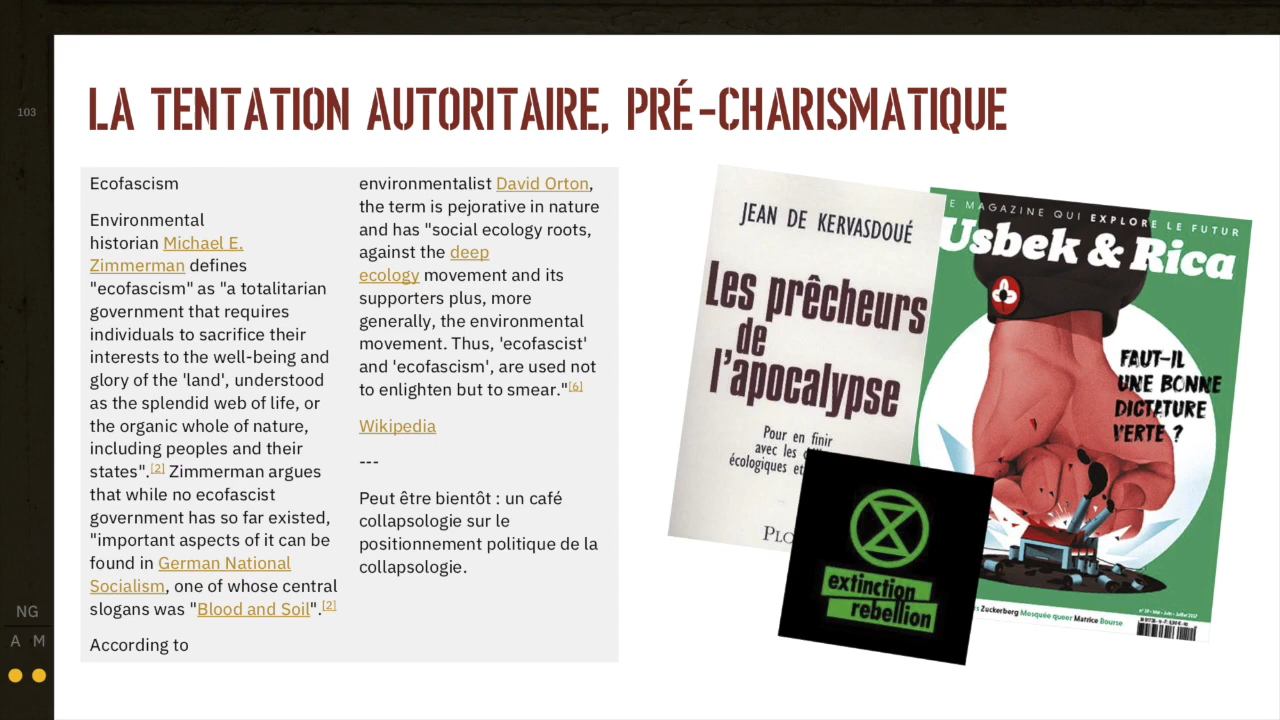 103
LA TENTATION AUTORITAIRE, PRÉ-CHARISMATIQUE
Ecofascism
Environmental
historian Michael E.
Zimmerman defines
"ecofascism" as "a totalitarian
government that requires
individuals to sacrifice their
interests to the well-being and
glory of the 'land', understood
as the splendid web of life, or
the organic whole of nature,
including peoples and their
states".[2] Zimmerman argues
that while no ecofascist
government has so far existed,
"important aspects of it can be
found in German National
Socialism, one of whose central
slogans was "Blood and Soil".[2]
According to
environmentalist David Orton,
the term is pejorative in nature
and has "social ecology roots,
against the deep
ecology movement and its
supporters plus, more
generally, the environmental
movement. Thus, 'ecofascist'
and 'ecofascism', are used not
to enlighten but to smear."[6]
Wikipedia
---
Peut être bientôt : un café
collapsologie sur le
positionnement politique de la
collapsologie.
JEAN DE KERVASDOUÉ
Les prêcheurs
de
l'apocalypse
Pour en finir
avec les
écologiques et
PLO
E MAGAZINE QUI EXPLORE LE FUTUR
Usbek & Rica
FAUT-IL
UNE BONNE
DICTATURE
VERTE ?
Zuckerberg Mosquée queer Matrice Bourse
extinction
rebellion
NG
A M